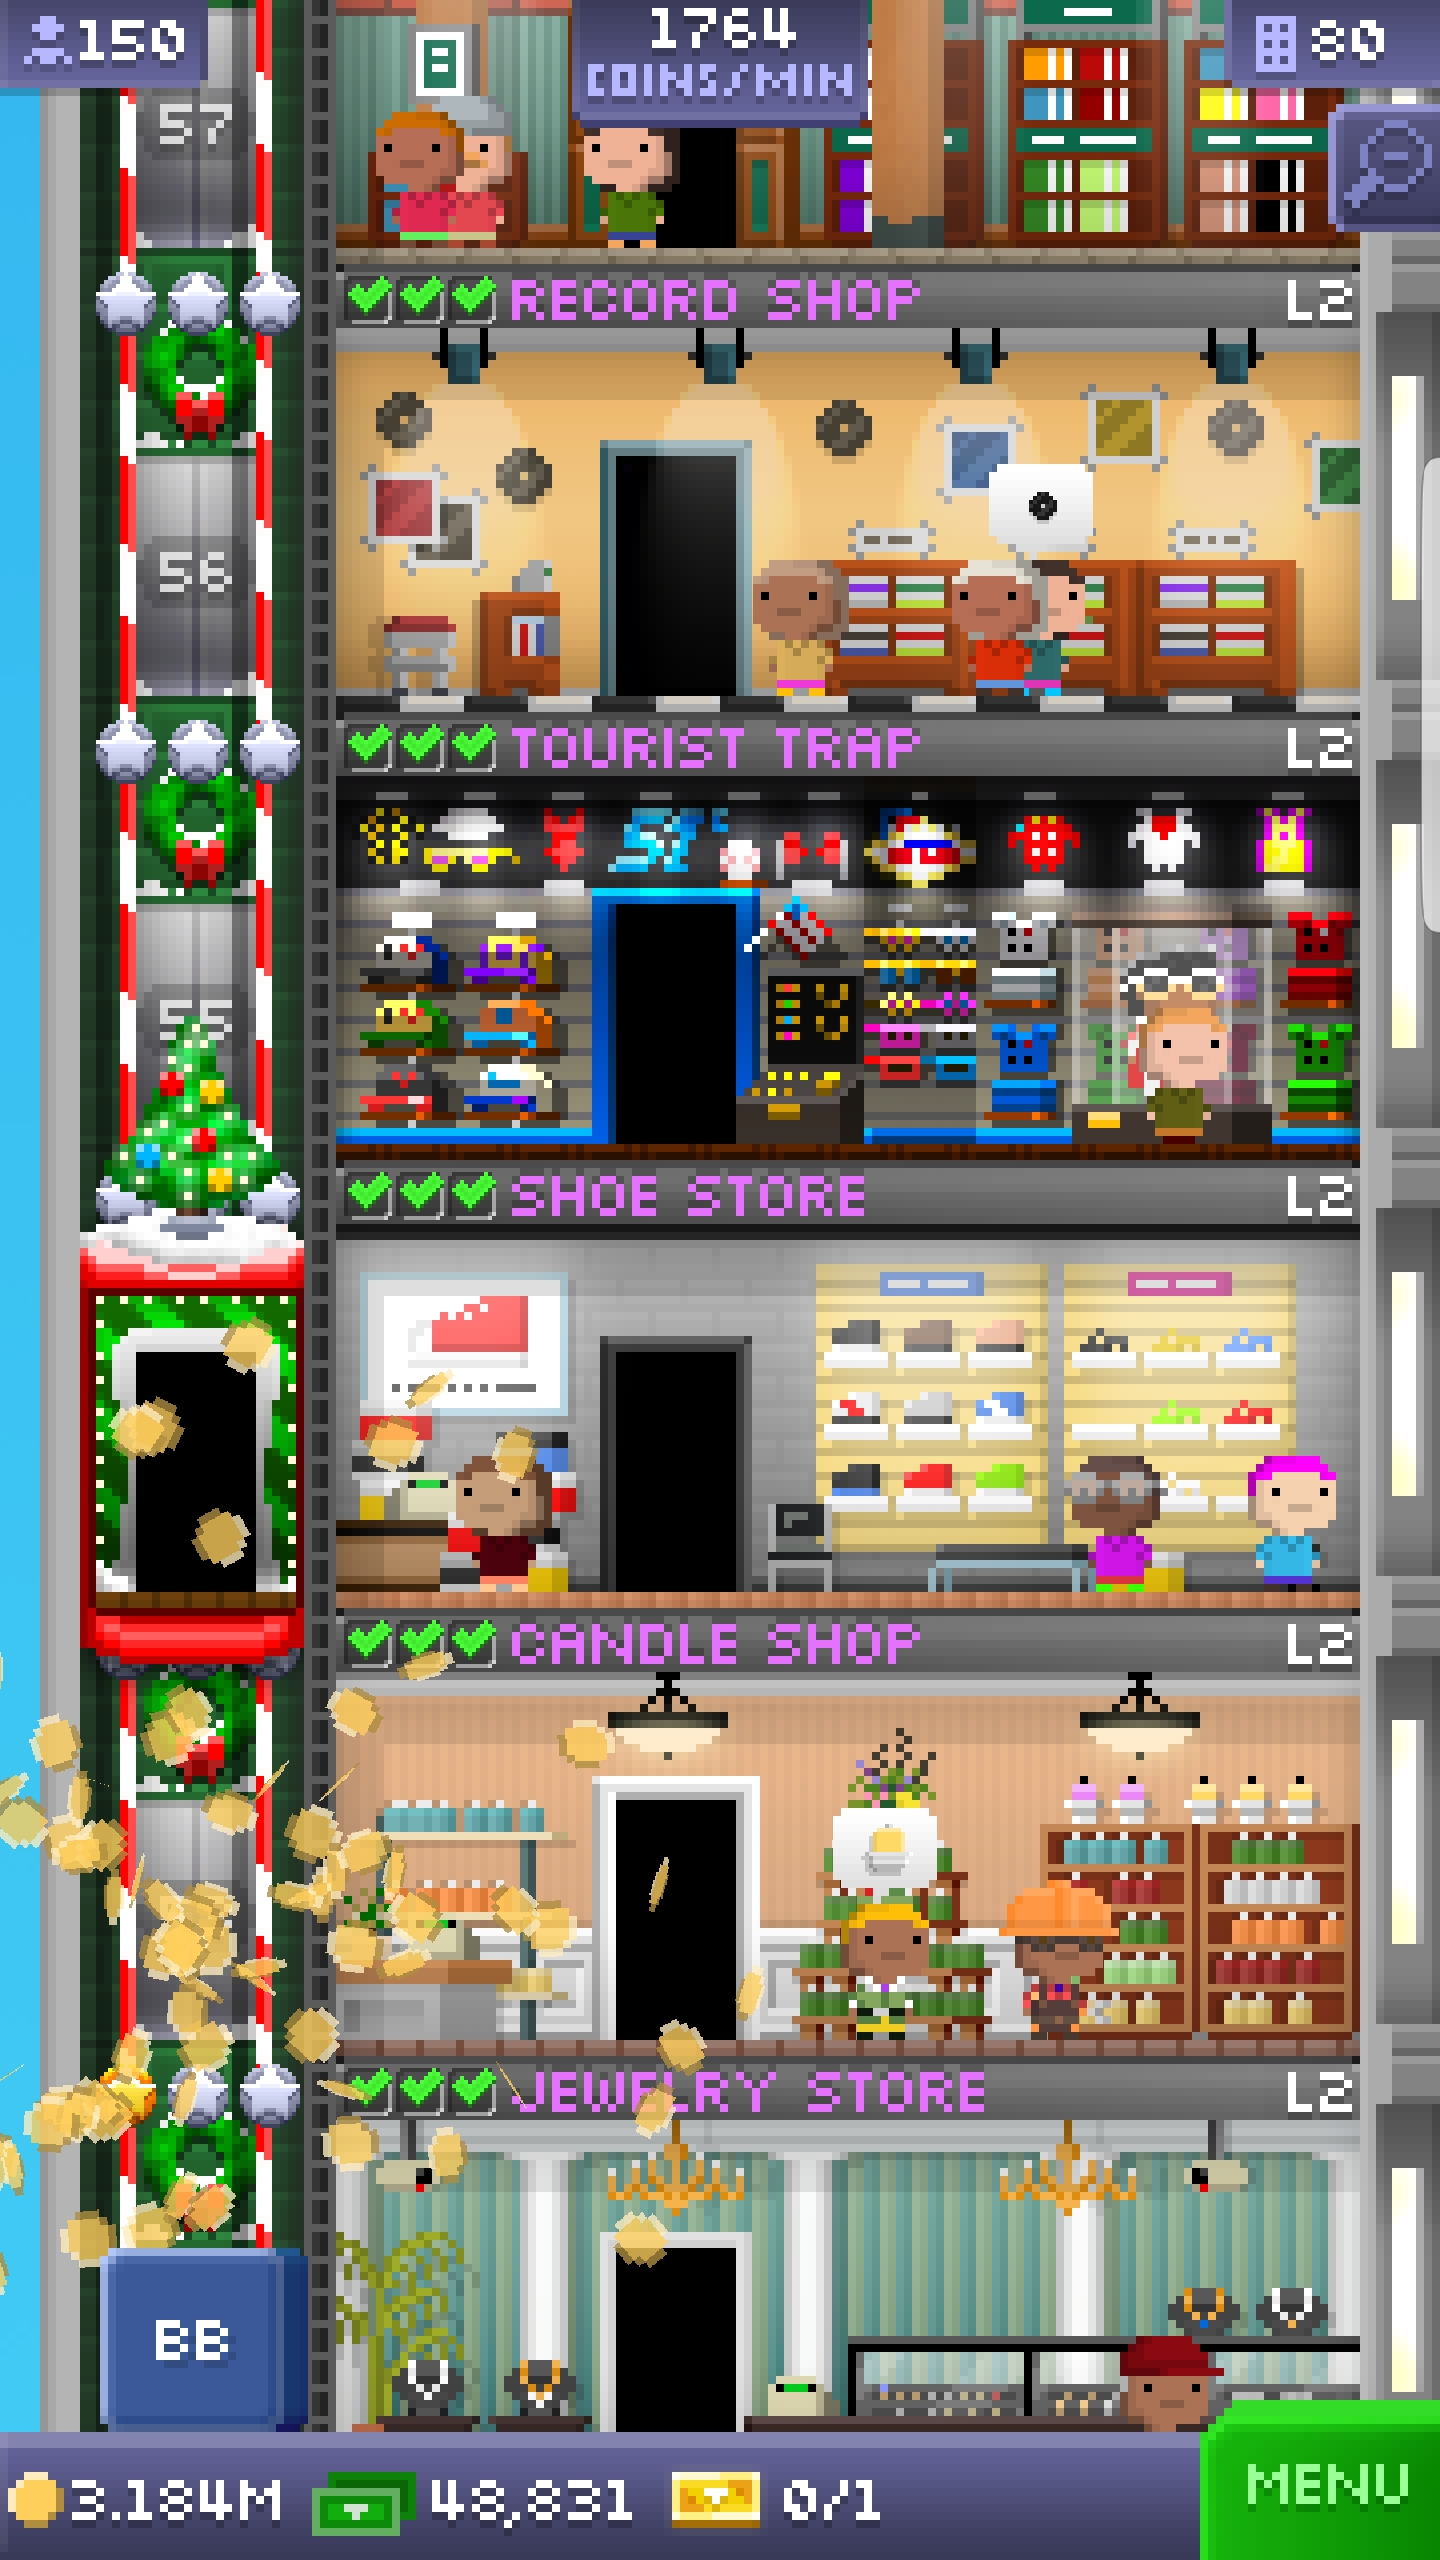 150
1764
COINS/MIN
80
57
RECORD SHOP L2
56
TOURIST TRAP L2
55
SHOE STORE L2
CANDLE SHOP L2
JEWELRY STORE L2
BB
3.184M 48,831 0/1
MENU